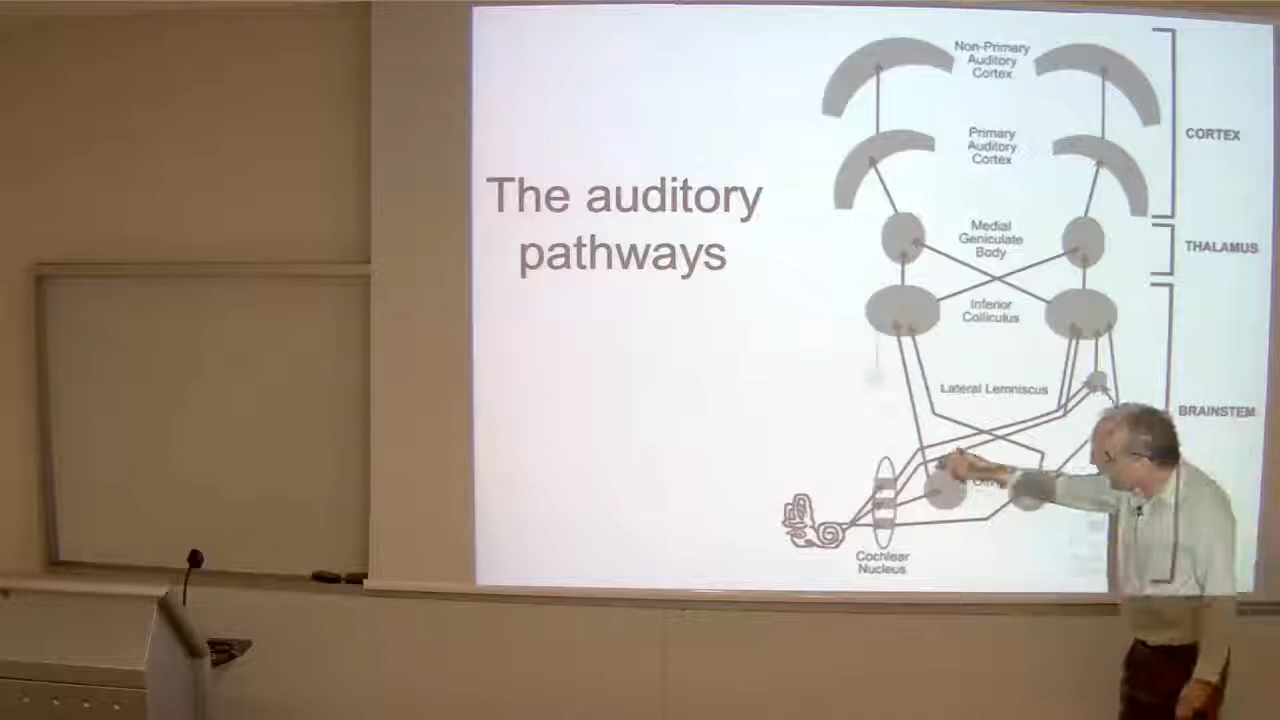 The auditory
pathways
Non-Primary
Auditory
Cortex
Primary
Auditory
Cortex
CORTEX
Medial
Geniculate
Body
THALAMUS
Inferior
Colliculus
Lateral Lemniscus
BRAINSTEM
Cochlear
Nucleus